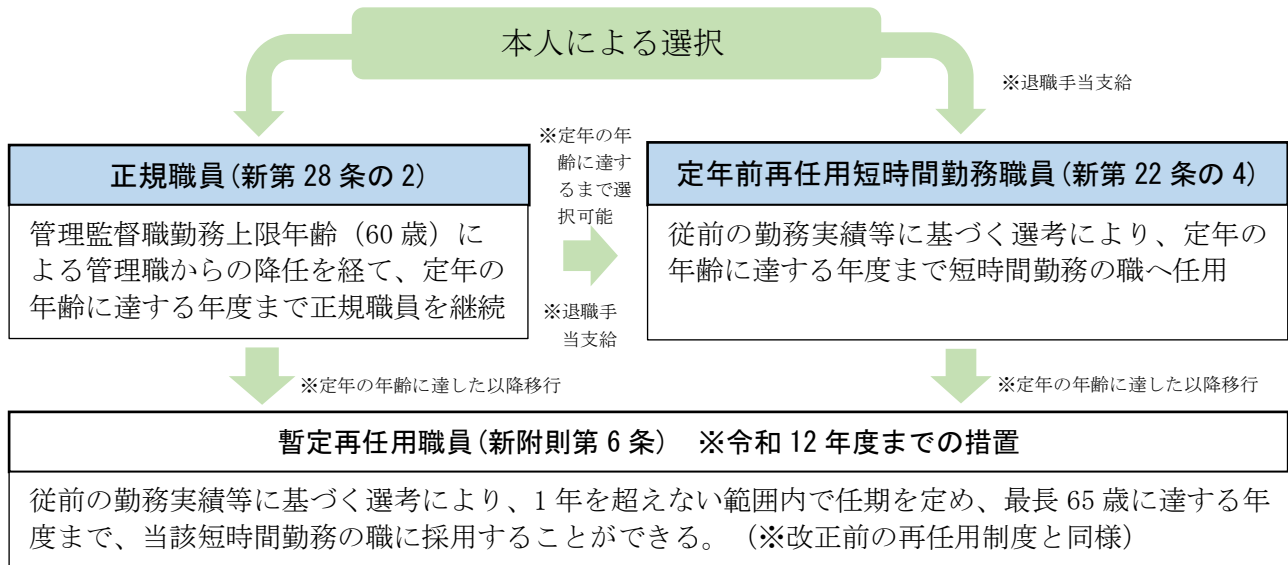 本人による選択
※退職手当支給
正規職員(新第 28 条の 2)
管理監督職勤務上限年齢（60 歳）に
よる管理職からの降任を経て、定年の
年齢に達する年度まで正規職員を継続
※定年の年
齢に達す
るまで選
択可能
※退職手
当支給
定年前再任用短時間勤務職員(新第 22 条の 4)
従前の勤務実績等に基づく選考により、定年の
年齢に達する年度まで短時間勤務の職へ任用
※定年の年齢に達した以降移行
※定年の年齢に達した以降移行
暫定再任用職員(新附則第 6 条)　※令和 12 年度までの措置
従前の勤務実績等に基づく選考により、1 年を超えない範囲内で任期を定め、最長 65 歳に達する年
度まで、当該短時間勤務の職に採用することができる。（※改正前の再任用制度と同様）